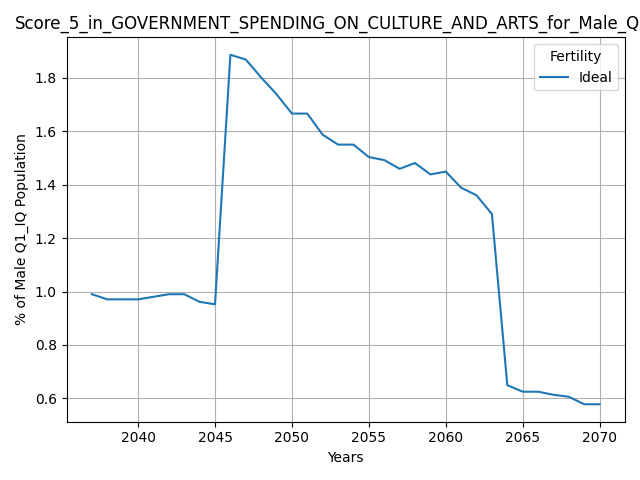 Score_5_in_GOVERNMENT_SPENDING_ON_CULTURE_AND_ARTS_for_Male_Q
Fertility
Ideal
% of Male Q1_IQ Population
1.8
1.6
1.4
1.2
1.0
0.8
0.6
2040 2045 2050 2055 2060 2065 2070
Years